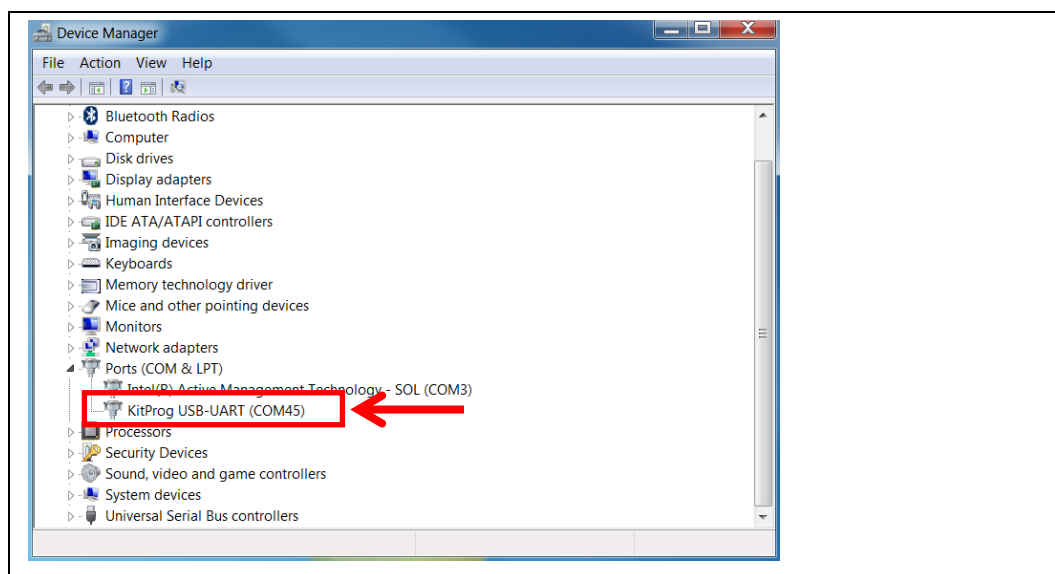 Device Manager
File Action View Help
Bluetooth Radios
Computer
Disk drives
Display adapters
Human Interface Devices
IDE ATA/ATAPI controllers
Imaging devices
Keyboards
Memory technology driver
Mice and other pointing devices
Monitors
Network adapters
Ports (COM & LPT)
Intel(R) Active Management Technology - SOL (COM3)
KitProg USB-UART (COM45)
Processors
Security Devices
Sound, video and game controllers
System devices
Universal Serial Bus controllers